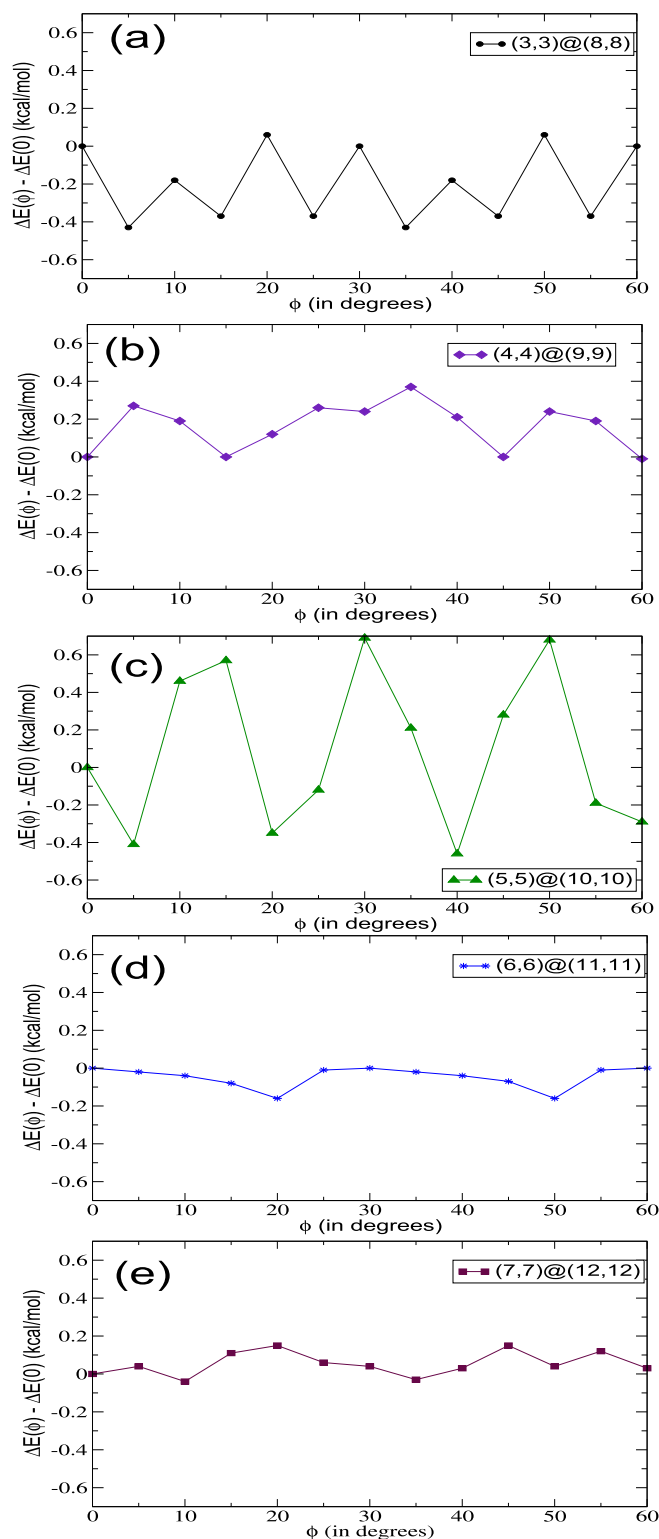 (a)
(3,3)@(8,8)
0.6
0.4
0.2
0
-0.2
-0.4
-0.6
ΔE(ϕ) - ΔE(0) (kcal/mol)
0 10 20 30 40 50 60
ϕ (in degrees)
(b)
(4,4)@(9,9)
0.6
0.4
0.2
0
-0.2
-0.4
-0.6
ΔE(ϕ) - ΔE(0) (kcal/mol)
0 10 20 30 40 50 60
ϕ (in degrees)
(c)
0.6
0.4
0.2
0
-0.2
-0.4
-0.6
ΔE(ϕ) - ΔE(0) (kcal/mol)
(5,5)@(10,10)
0 10 20 30 40 50 60
ϕ (in degrees)
(d)
(6,6)@(11,11)
0.6
0.4
0.2
0
-0.2
-0.4
-0.6
ΔE(ϕ) - ΔE(0) (kcal/mol)
0 10 20 30 40 50 60
ϕ (in degrees)
(e)
(7,7)@(12,12)
0.6
0.4
0.2
0
-0.2
-0.4
-0.6
ΔE(ϕ) - ΔE(0) (kcal/mol)
0 10 20 30 40 50 60
ϕ (in degrees)